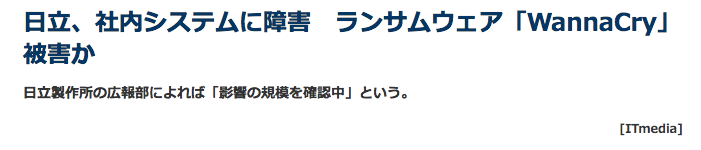 日立、社内システムに障害　ランサムウェア「WannaCry」
被害か
日立製作所の広報部によれば「影響の規模を確認中」という。
[ITmedia]